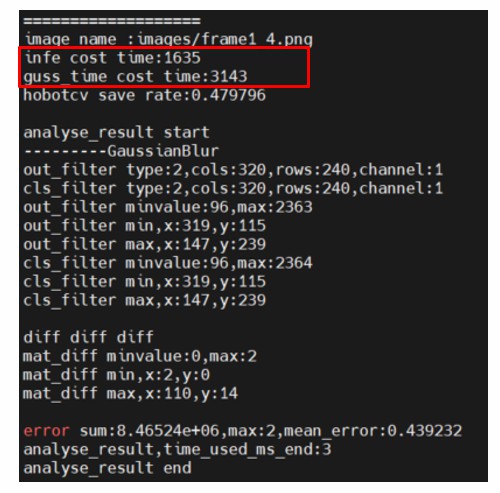 ===================
image name :images/frame1_4.png
infe cost time:1635
guss_time cost time:3143
hobotcv save rate:0.479796
analyse_result start
---------GaussianBlur
out_filter type:2,cols:320,rows:240,channel:1
cls_filter type:2,cols:320,rows:240,channel:1
out_filter minvalue:96,max:2363
out_filter min,x:319,y:115
out_filter max,x:147,y:239
cls_filter minvalue:96,max:2364
cls_filter min,x:319,y:115
cls_filter max,x:147,y:239
diff diff diff
mat_diff minvalue:0,max:2
mat_diff min,x:2,y:0
mat_diff max,x:110,y:14
error sum:8.46524e+06,max:2,mean_error:0.439232
analyse_result,time_used_ms_end:3
analyse_result end